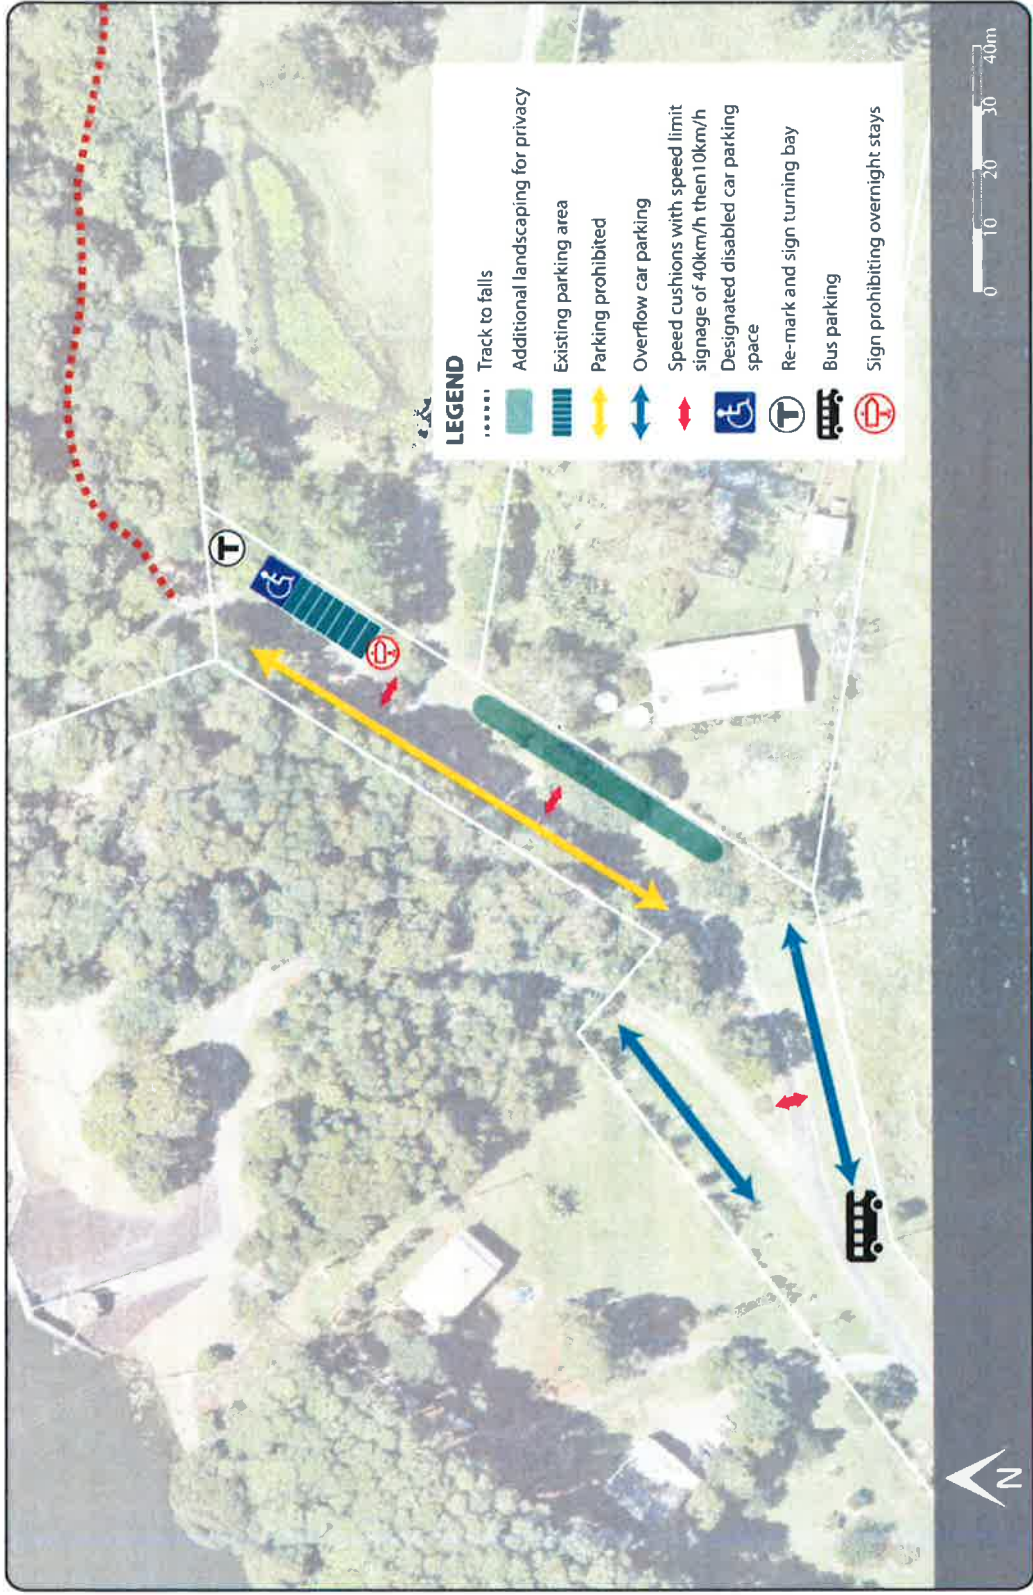 LEGEND
Track to falls
Additional landscaping for privacy
Existing parking area
Parking prohibited
Overflow car parking
Speed cushions with speed limit
signage of 40km/h then10km/h
Designated disabled car parking
space
Re-mark and sign turning bay
Bus parking
Sign prohibiting overnight stays
T
T
N
0 10 20 30 40m